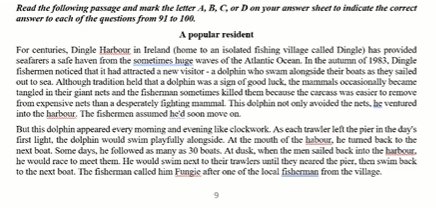 Read the following passage and mark the letter A, B, C, or D on your answer sheet to indicate the correct
answer to each of the questions from 91 to 100.
A popular resident
For centuries, Dingle Harbour in Ireland (home to an isolated fishing village called Dingle) has provided
seafarers a safe haven from the sometimes huge waves of the Atlantic Ocean. In the autumn of 1983, Dingle
fishermen noticed that it had attracted a new visitor - a dolphin who swam alongside their boats as they sailed
out to sea. Although tradition held that a dolphin was a sign of good luck, the mammals occasionally became
tangled in their giant nets and the fisherman sometimes killed them because the carcass was easier to remove
from expensive nets than a desperately fighting mammal. This dolphin not only avoided the nets, he ventured
into the harbour. The fishermen assumed he'd soon move on.
But this dolphin appeared every morning and evening like clockwork. As each trawler left the pier in the day's
first light, the dolphin would swim playfully alongside. At the mouth of the habour, he turned back to the
next boat. Some days, he followed as many as 30 boats. At dusk, when the men sailed back into the harbour,
he would race to meet them. He would swim next to their trawlers until they neared the pier, then swim back
to the next boat. The fisherman called him Fungie after one of the local fisherman from the village.
9